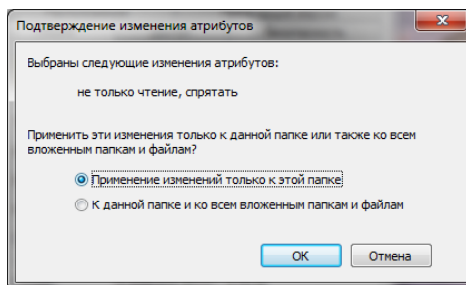 Подтверждение изменения атрибутов
Выбраны следующие изменения атрибутов:
не только чтение, спрятать
Применить эти изменения только к данной папке или также ко всем
вложенным папкам и файлам?
Применение изменений только к этой папке
К данной папке и ко всем вложенным папкам и файлам
OK
Отмена